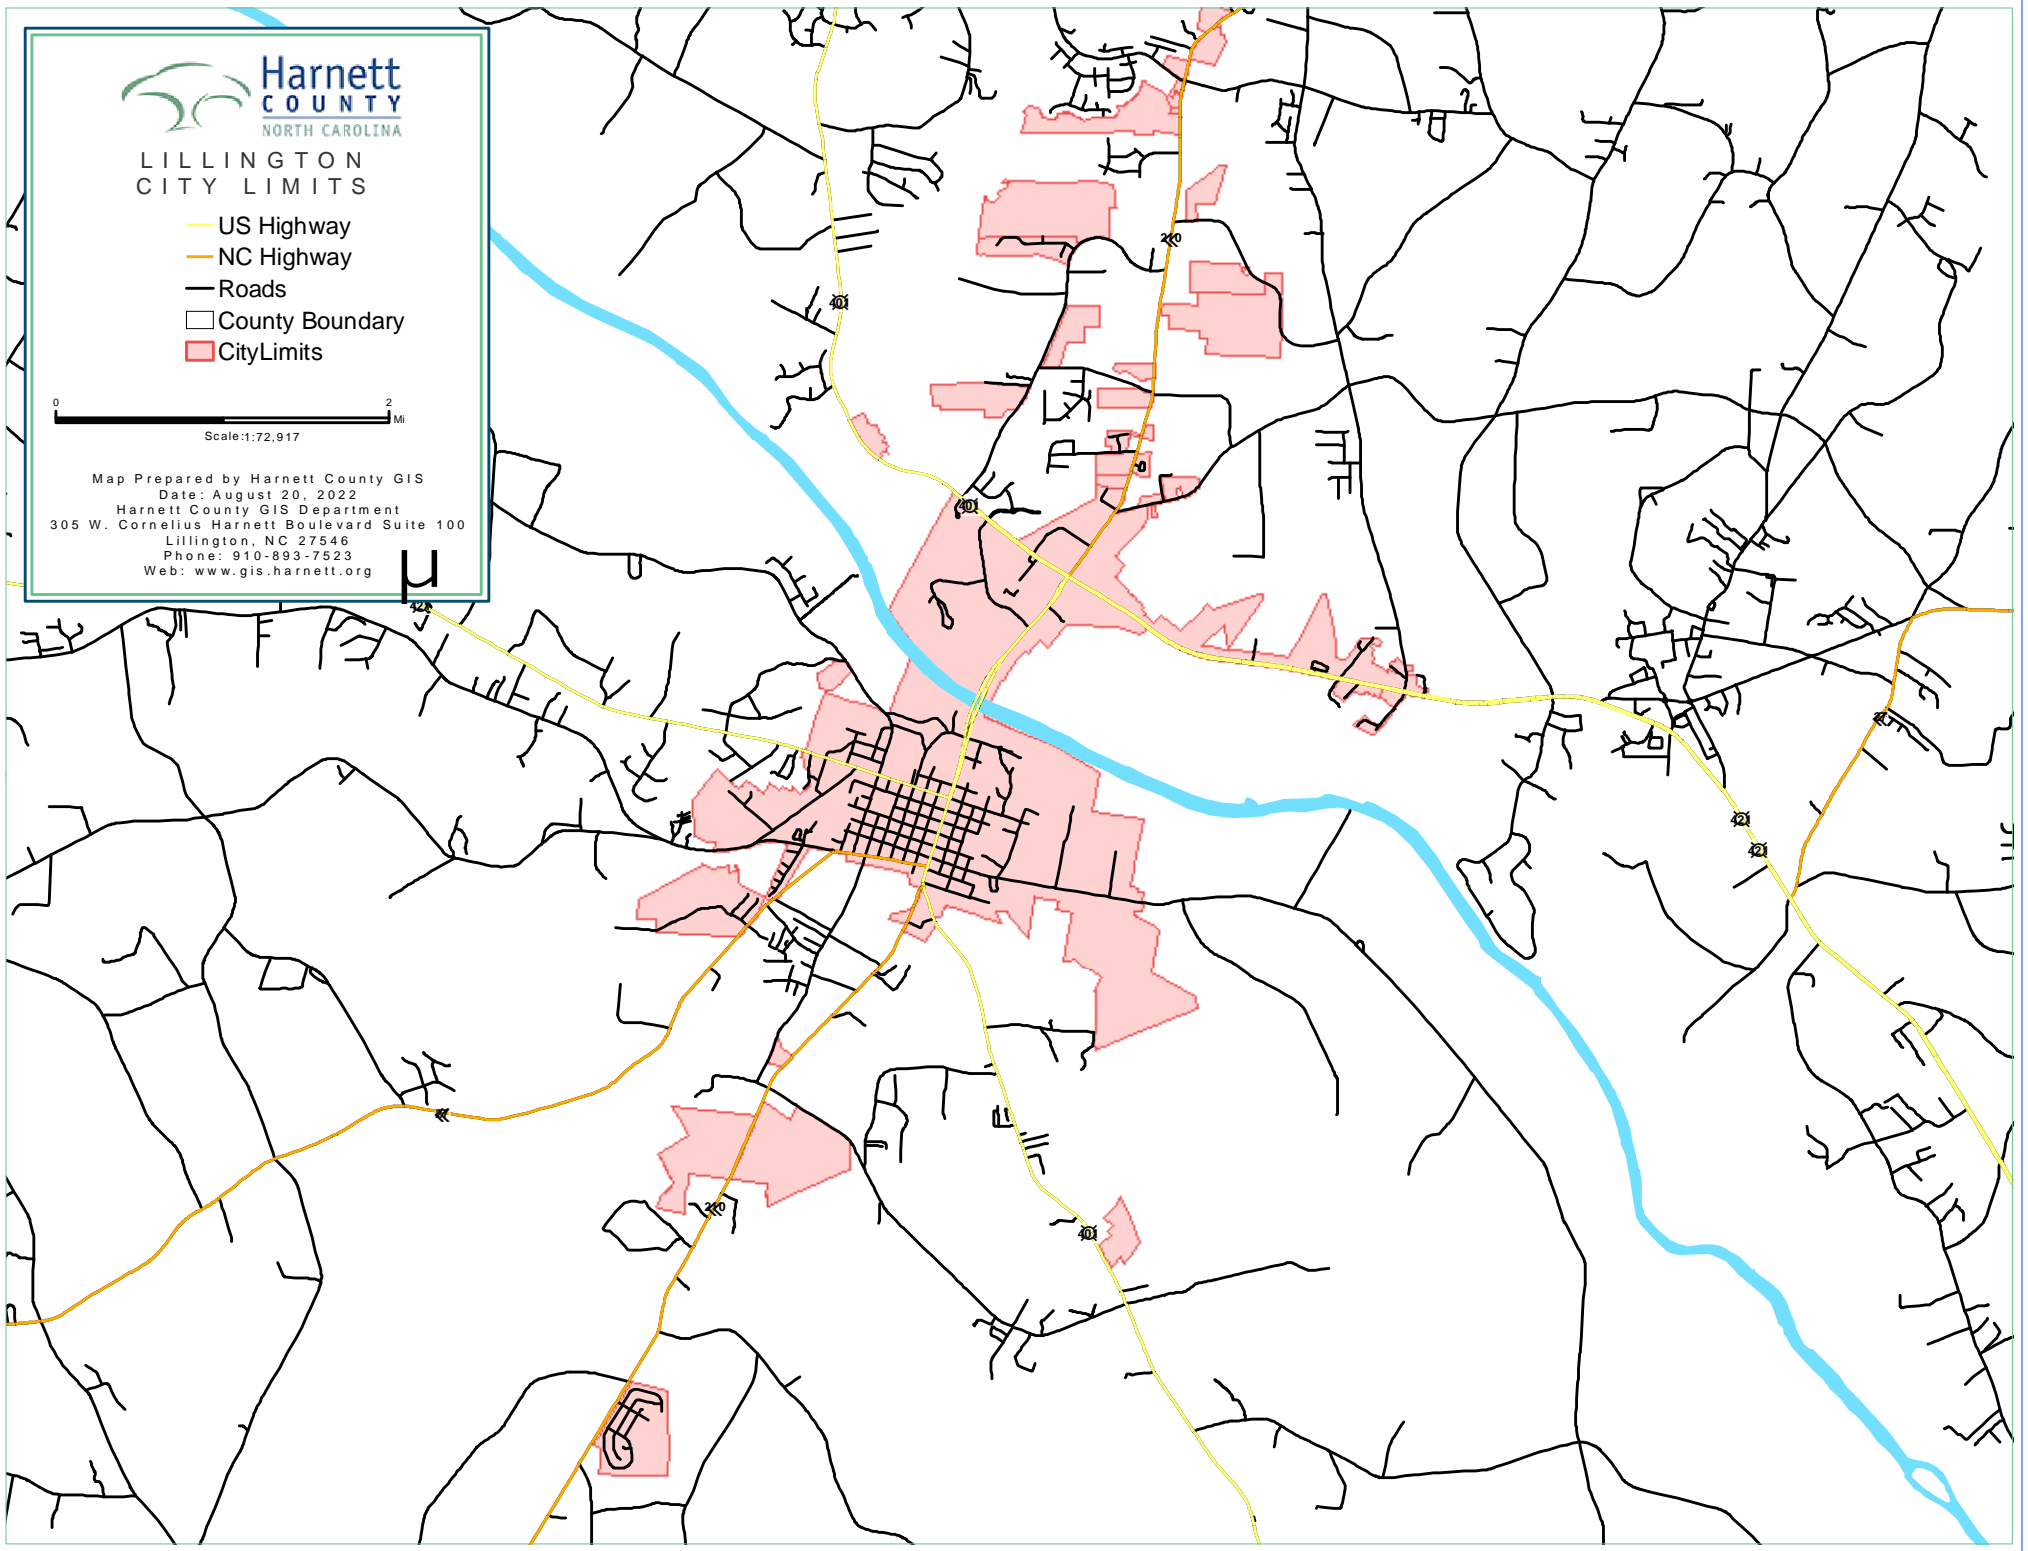 Harnett
COUNTY
NORTH CAROLINA
LILLINGTON
CITY LIMITS
US Highway
NC Highway
Roads
County Boundary
CityLimits
0 2
Mi
Scale:1:72,917
Map Prepared by Harnett County GIS
Date: August 20, 2022
Harnett County GIS Department
305 W. Cornelius Harnett Boulevard Suite 100
Lillington, NC 27546
Phone: 910-893-7523
Web: www.gis.harnett.org
µ
210
401
401
421
27
421
421
210
401